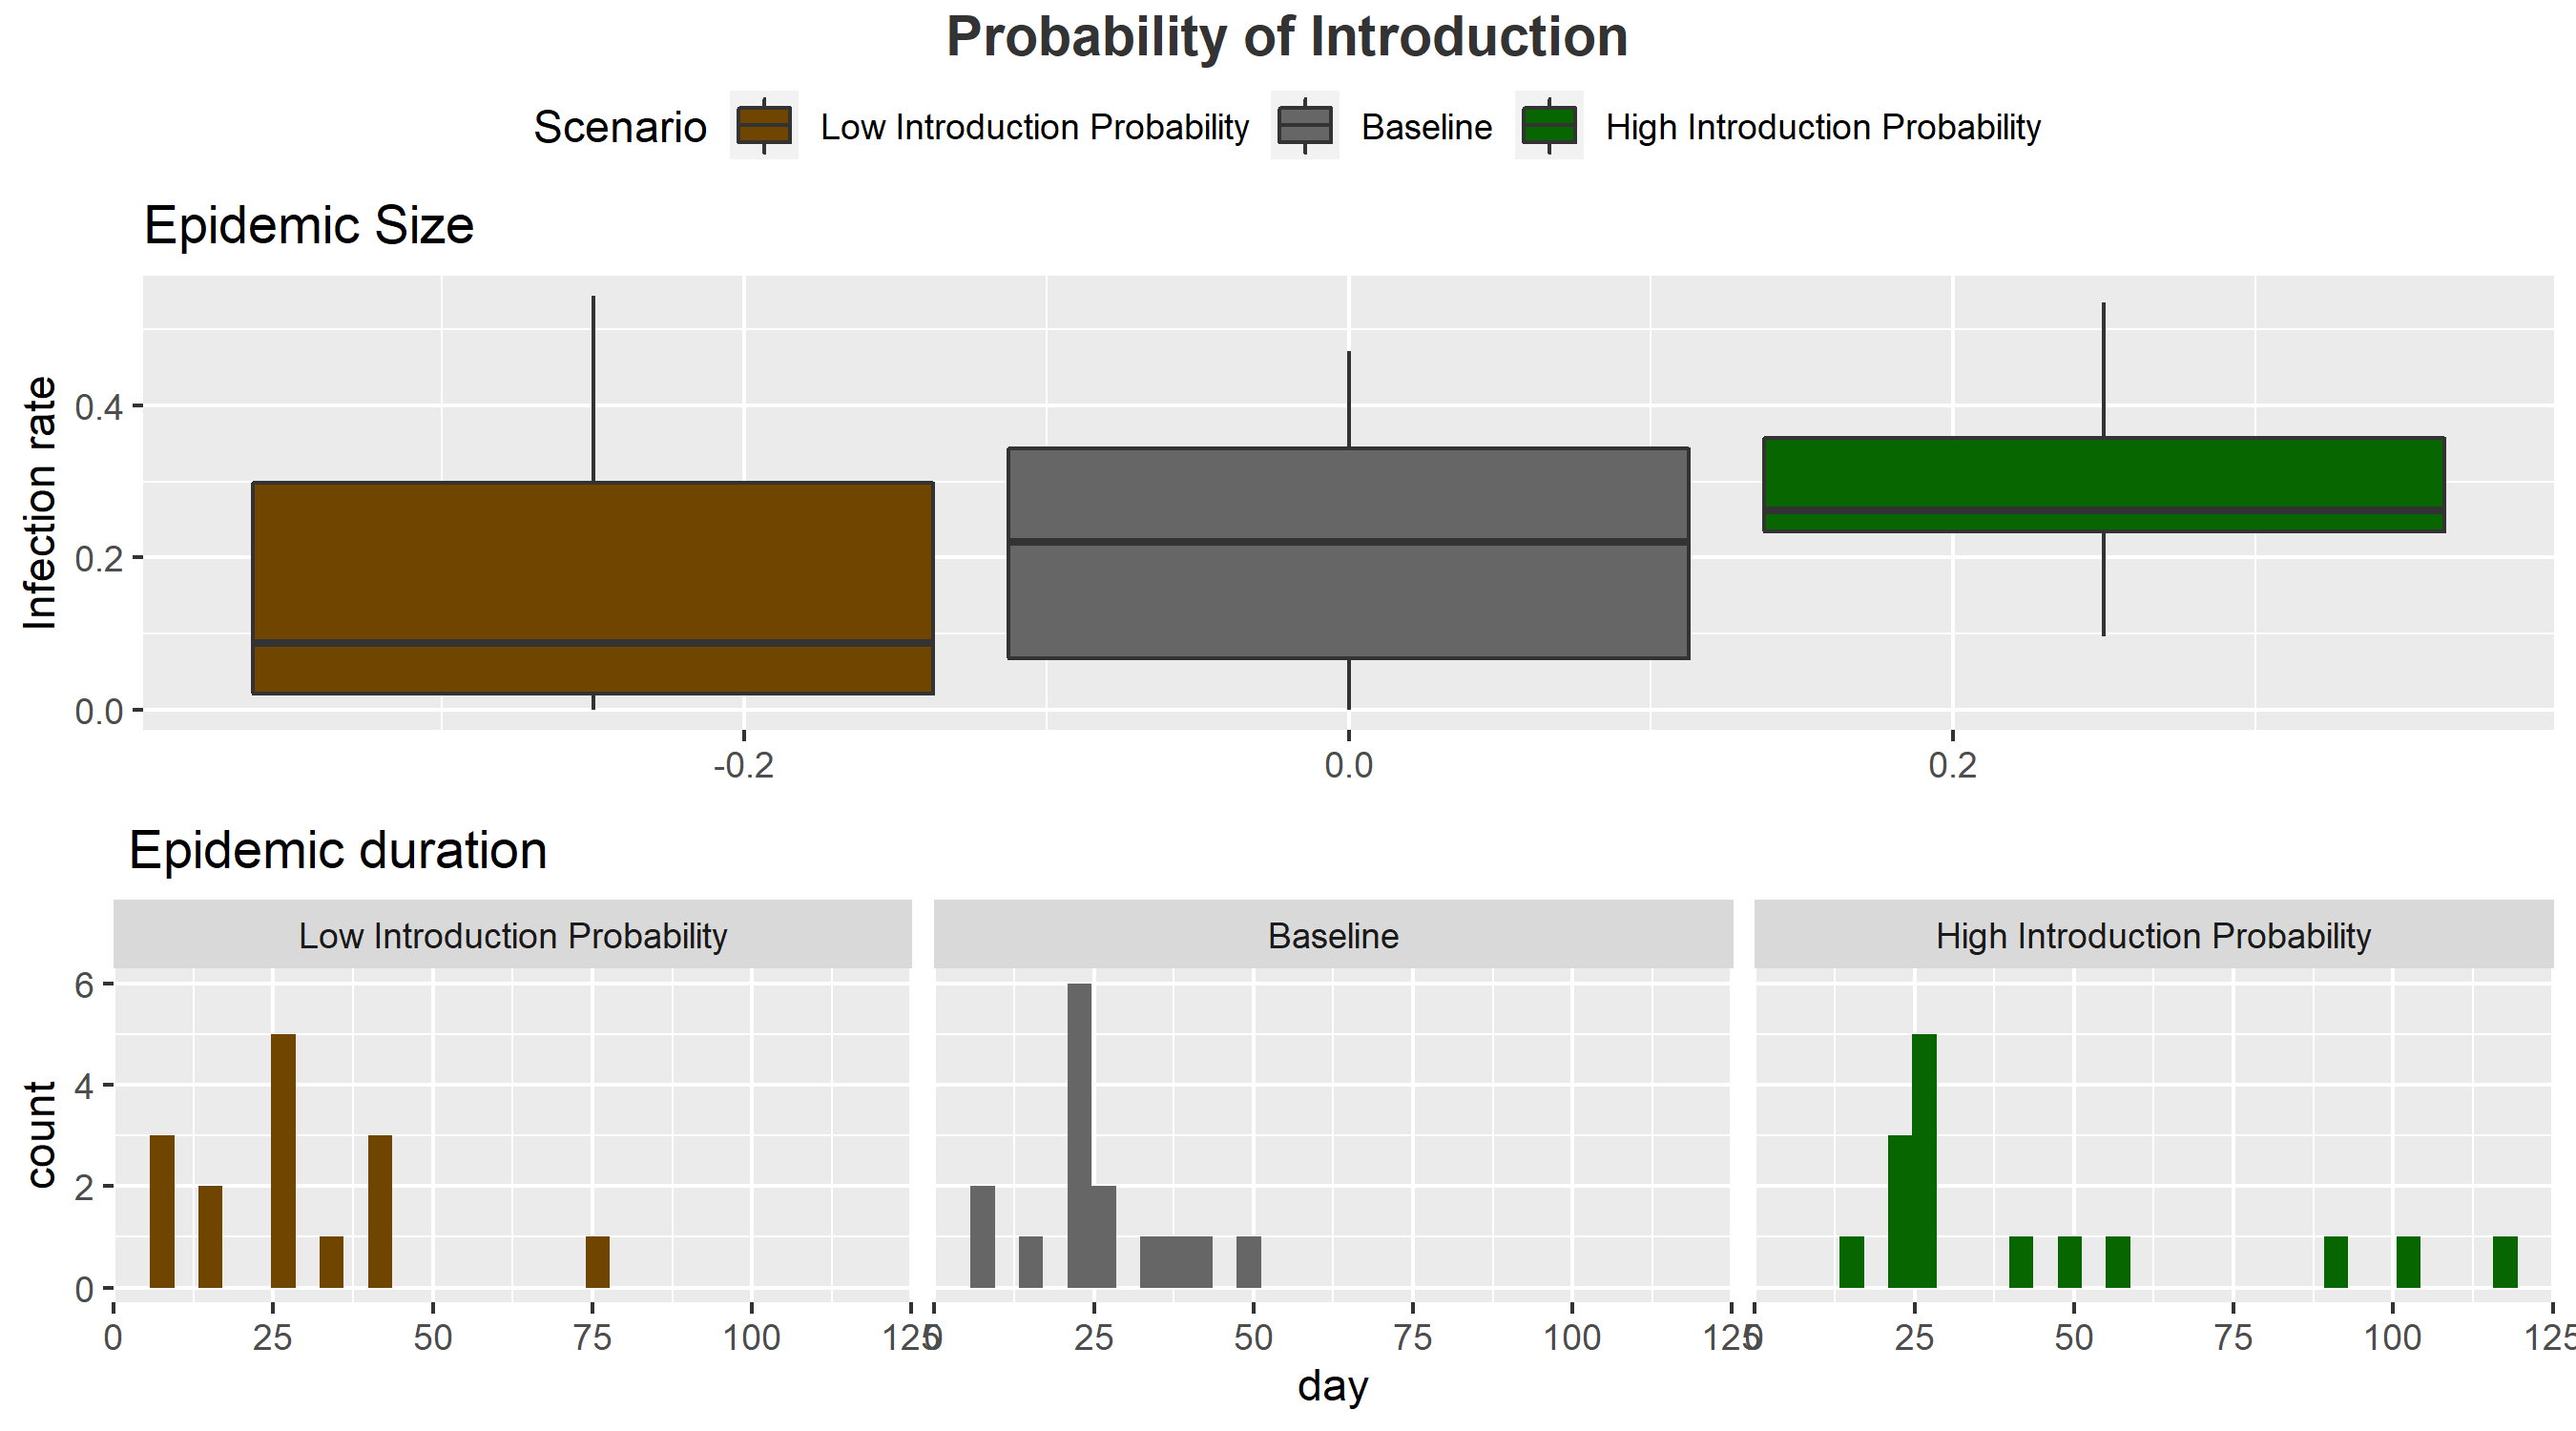 Probability of Introduction
Scenario Low Introduction Probability Baseline High Introduction Probability
Epidemic Size
Infection rate
0.4
0.2
0.0
-0.2 0.0 0.2
Epidemic duration
Low Introduction Probability Baseline High Introduction Probability
count
6
4
2
0
0 25 50 75 100 125 0 25 50 75 100 125 0 25 50 75 100 125
day